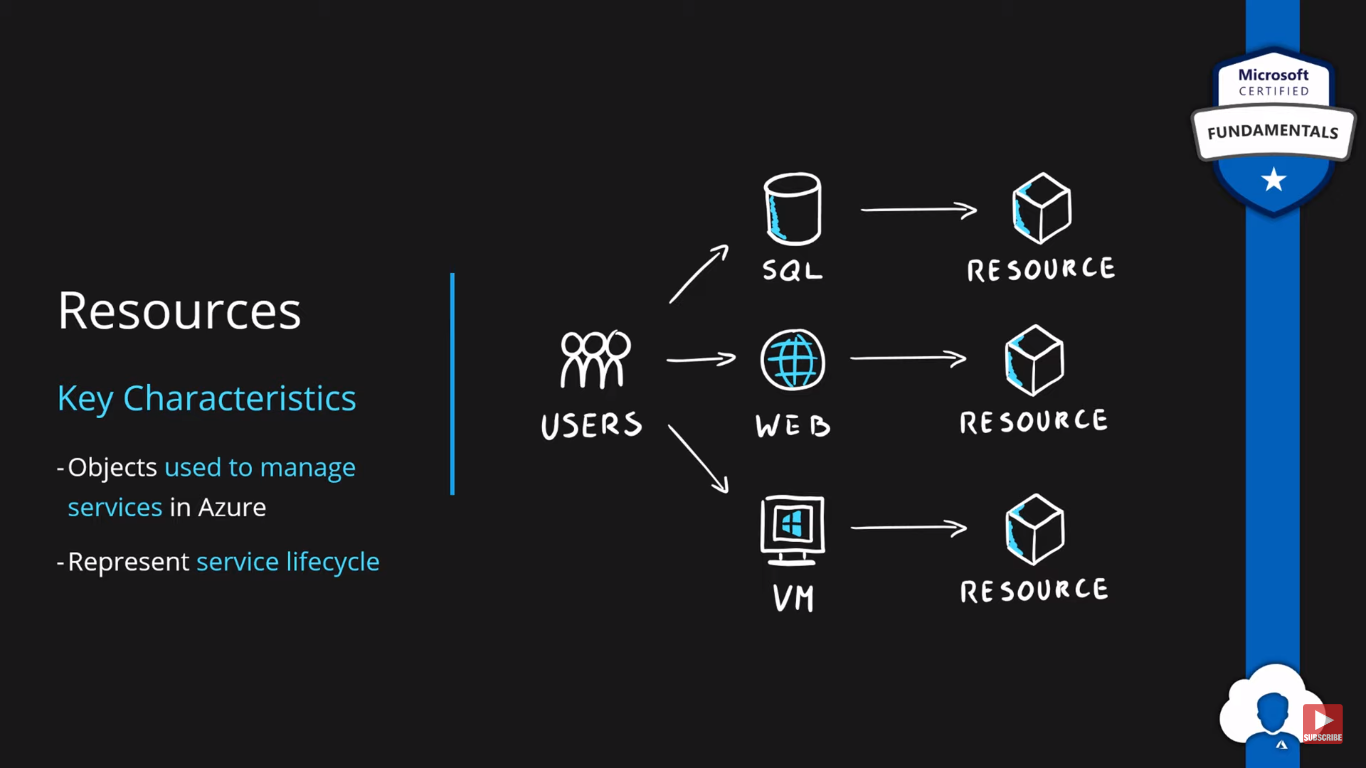 Microsoft
CERTIFIED
FUNDAMENTALS
Resources
Key Characteristics
-Objects used to manage
services in Azure
-Represent service lifecycle
USERS
SQL
RESOURCE
WEB
RESOURCE
VM
RESOURCE
SUBSCRIBE